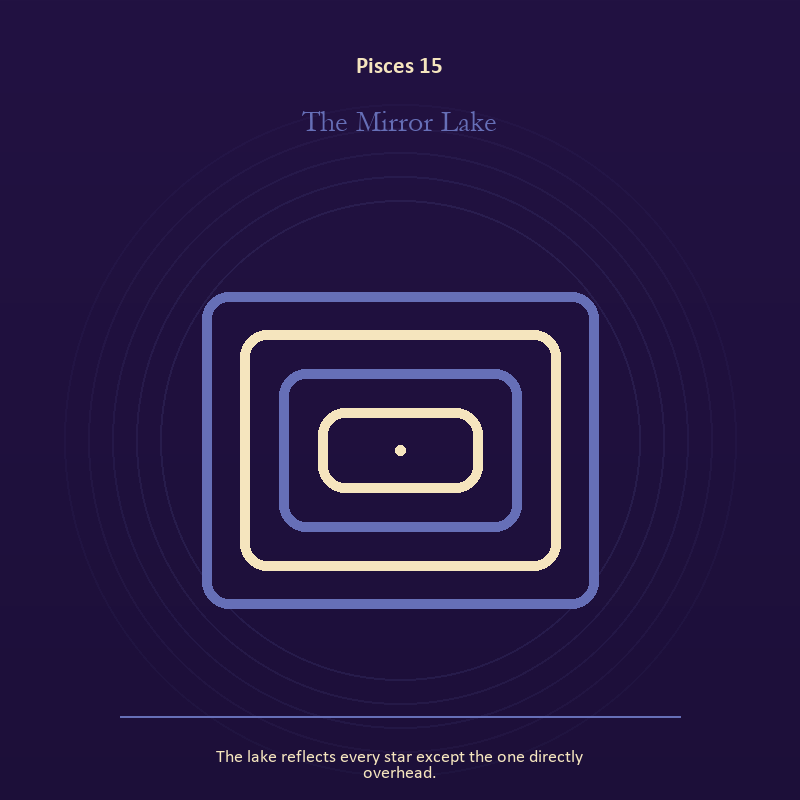 Pisces 15
The Mirror Lake
The lake reflects every star except the one directly
overhead.